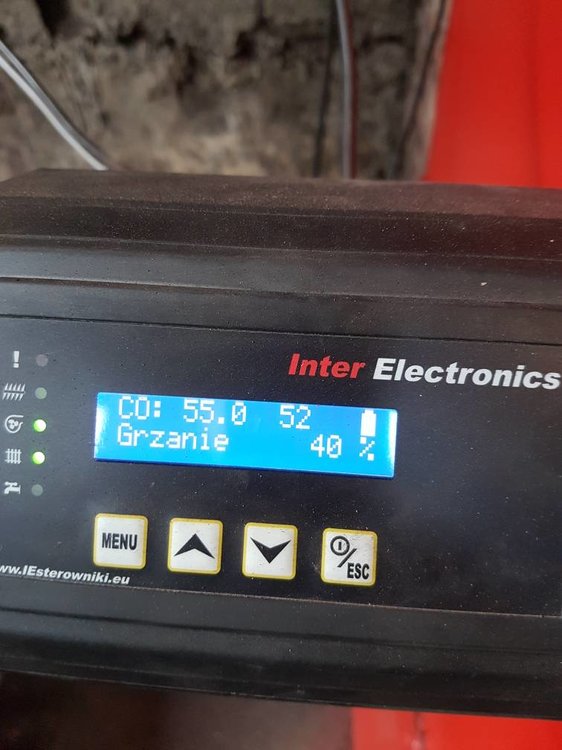 !
Inter Electronics
CO: 55.0 52
Grzanie 40 %
MENU
ESC
www.IEsterowniki.eu